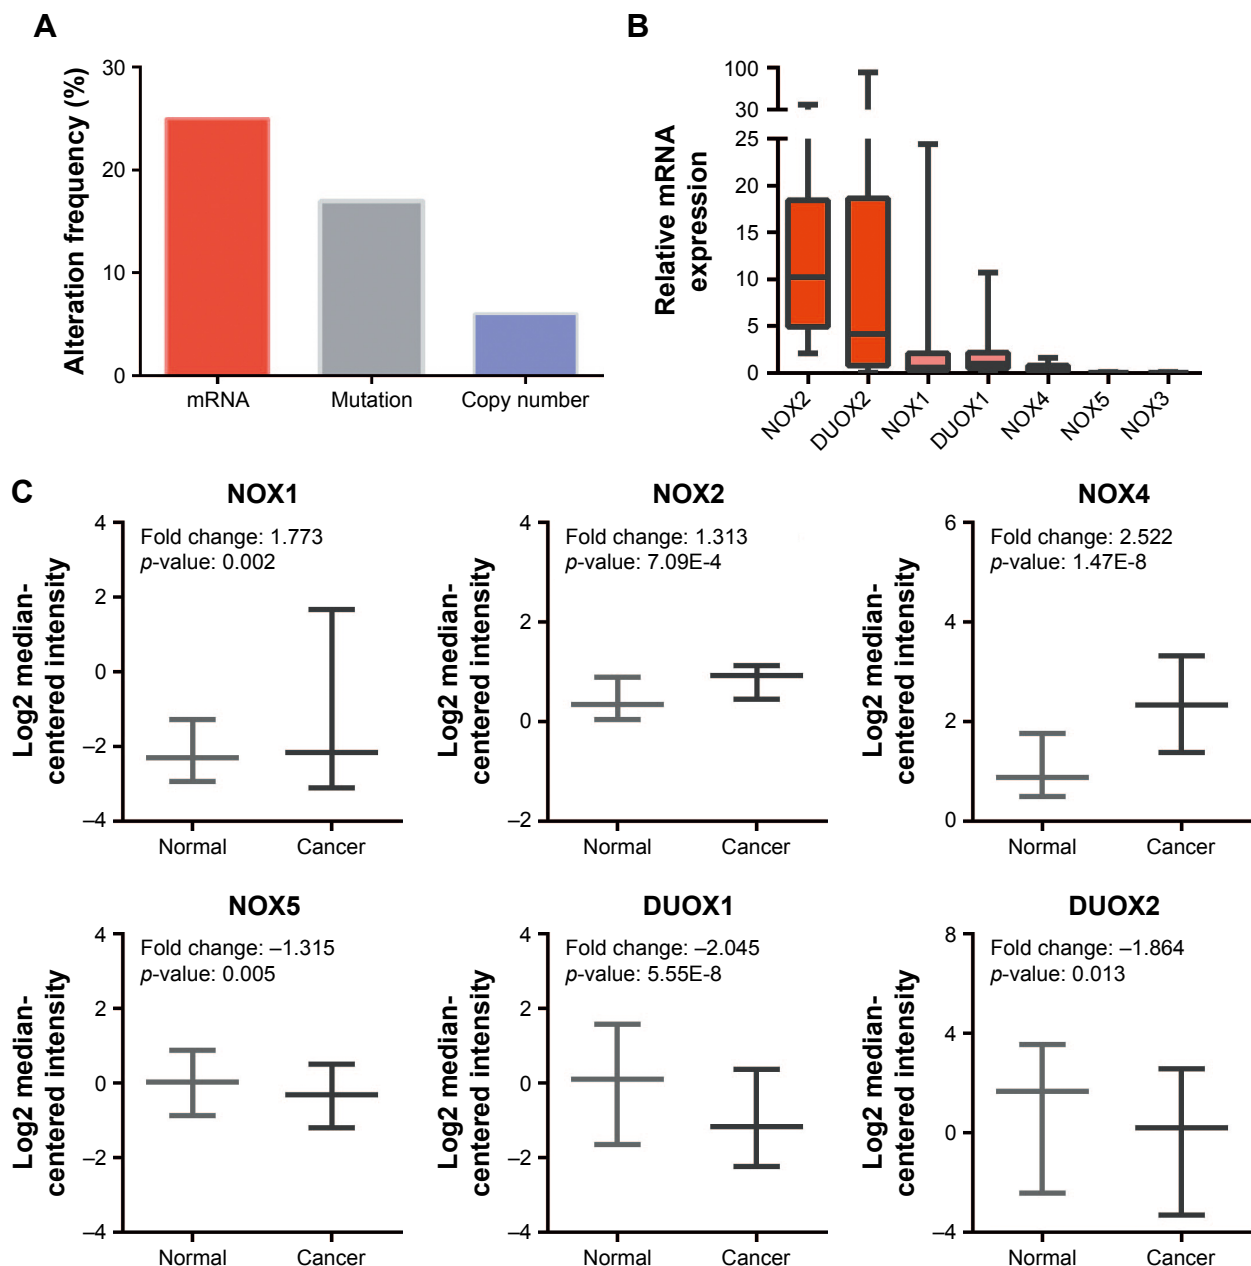 A
Alteration frequency (%)
30
20
10
0
mRNA
Mutation
Copy number
B
Relative mRNA
expression
100
30
25
20
15
10
5
0
NOX2
DUOX2
NOX1
DUOX1
NOX4
NOX5
NOX3
C
NOX1
Fold change: 1.773
p-value: 0.002
Log2 median-
centered intensity
4
2
0
–2
–4
Normal
Cancer
NOX2
Fold change: 1.313
p-value: 7.09E-4
Log2 median-
centered intensity
4
2
0
–2
Normal
Cancer
NOX4
Fold change: 2.522
p-value: 1.47E-8
Log2 median-
centered intensity
6
4
2
0
Normal
Cancer
NOX5
Fold change: –1.315
p-value: 0.005
Log2 median-
centered intensity
4
2
0
–2
–4
Normal
Cancer
DUOX1
Fold change: –2.045
p-value: 5.55E-8
Log2 median-
centered intensity
4
2
0
–2
–4
Normal
Cancer
DUOX2
Fold change: –1.864
p-value: 0.013
Log2 median-
centered intensity
8
4
0
–4
Normal
Cancer